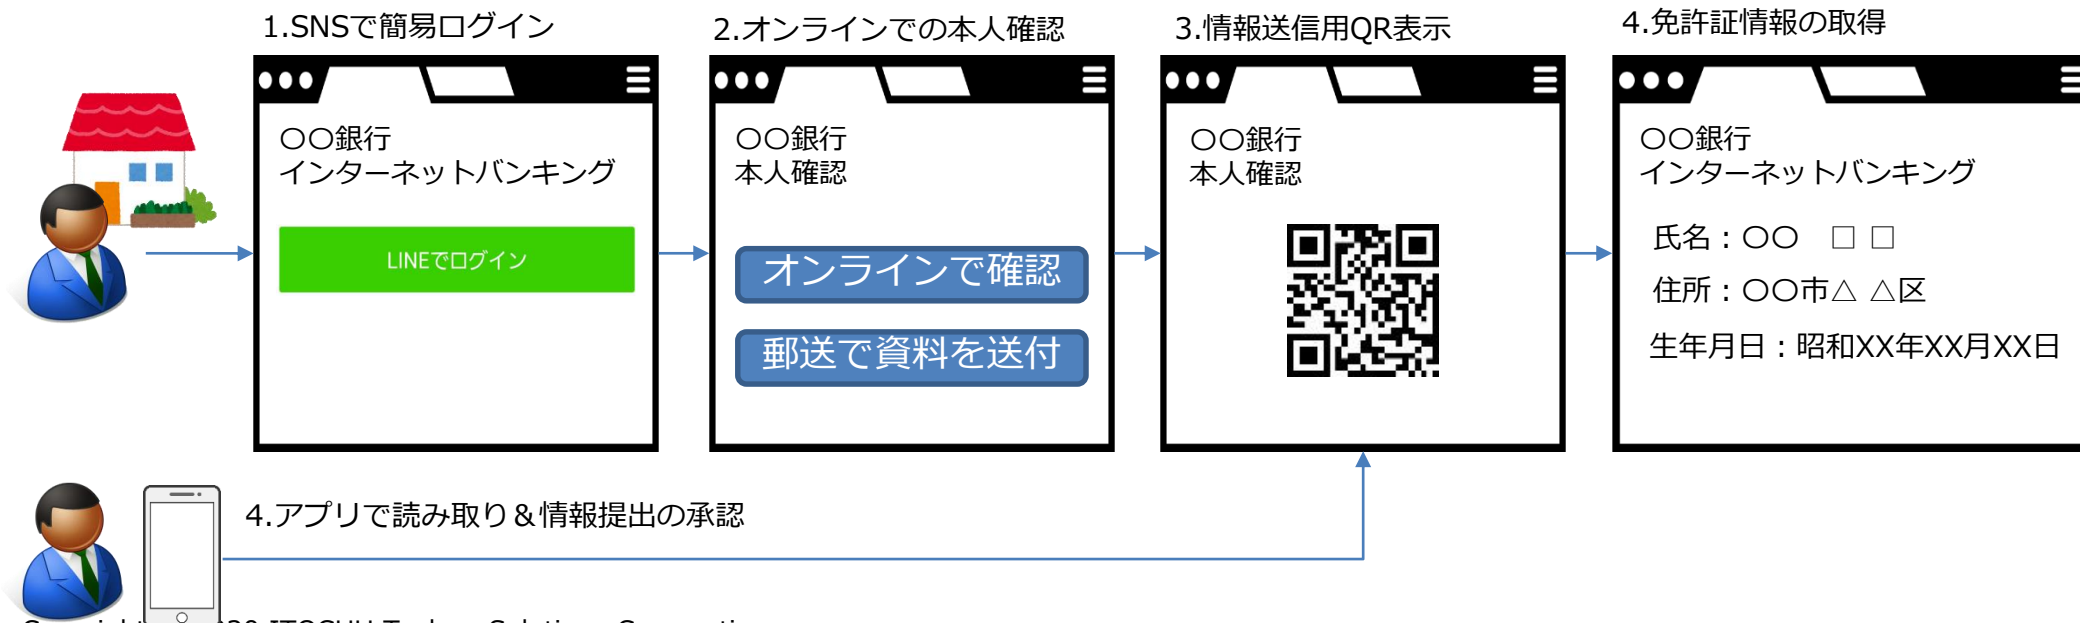 1.SNSで簡易ログイン
2.オンラインでの本人確認
3.情報送信用QR表示
4.免許証情報の取得
〇〇銀行
インターネットバンキング
LINEでログイン
〇〇銀行
本人確認
オンラインで確認
郵送で資料を送付
〇〇銀行
本人確認
〇〇銀行
インターネットバンキング
氏名：〇〇　□ □
住所：〇〇市△ △区
生年月日：昭和XX年XX月XX日
4.アプリで読み取り＆情報提出の承認